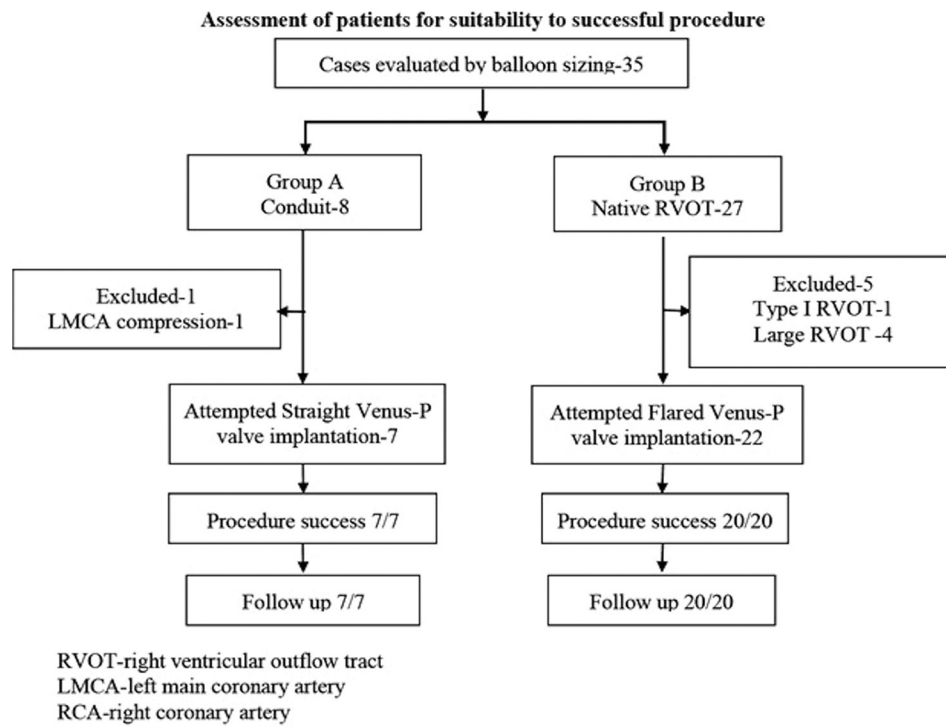 Assessment of patients for suitability to successful procedure
Cases evaluated by balloon sizing-35
Group A
Conduit-8
Group B
Native RVOT-27
Excluded-1
LMCA compression-1
Excluded-5
Type I RVOT-1
Large RVOT -4
Attempted Straight Venus-P
valve implantation-7
Attempted Flared Venus-P
valve implantation-22
Procedure success 7/7
Procedure success 20/20
Follow up 7/7
Follow up 20/20
RVOT-right ventricular outflow tract
LMCA-left main coronary artery
RCA-right coronary artery